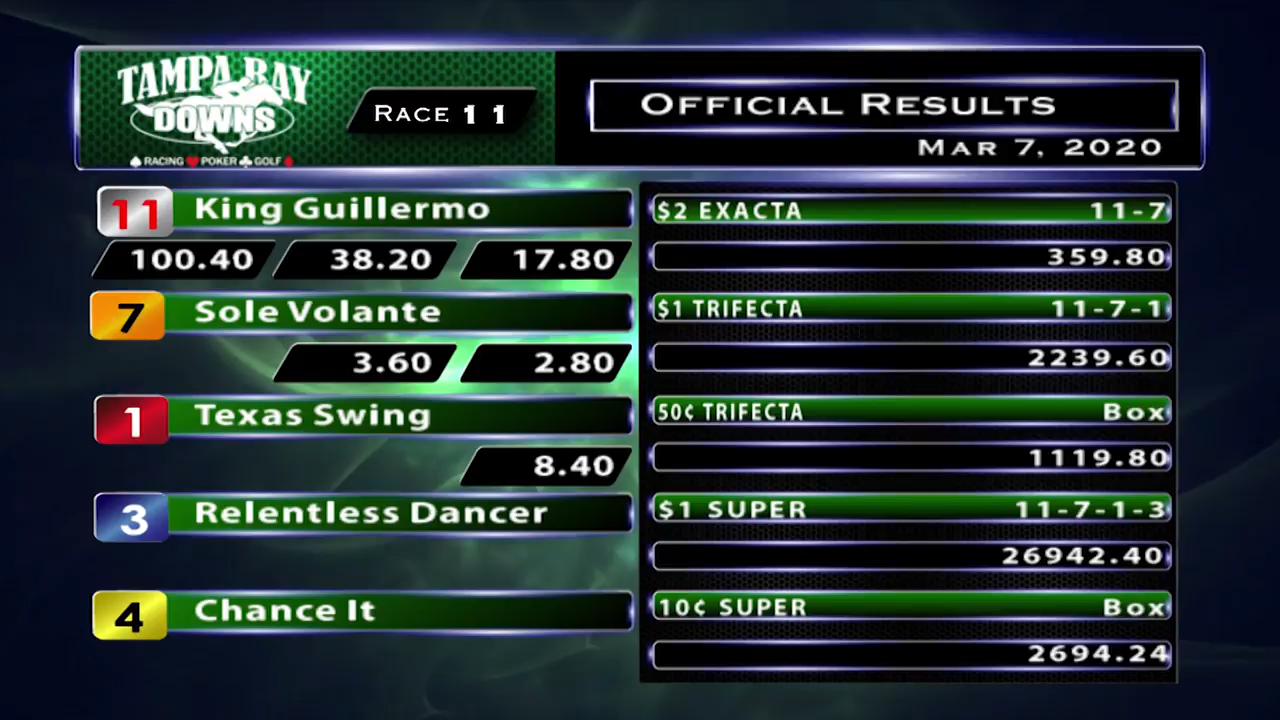 TAMPA BAY
DOWNS
RACING POKER GOLF
RACE 11
OFFICIAL RESULTS
MAR 7, 2020
11 King Guillermo
100.40 38.20 17.80
7 Sole Volante
3.60 2.80
1 Texas Swing
8.40
3 Relentless Dancer
4 Chance It
$2 EXACTA 11-7
359.80
$1 TRIFECTA 11-7-1
2239.60
50¢ TRIFECTA Box
1119.80
$1 SUPER 11-7-1-3
26942.40
10¢ SUPER Box
2694.24